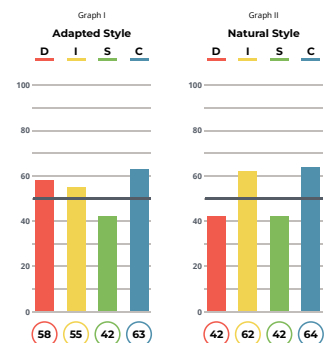 Graph I
Adapted Style
D I S C
100
80
60
40
20
0
58 55 42 63
Graph II
Natural Style
D I S C
100
80
60
40
20
0
42 62 42 64